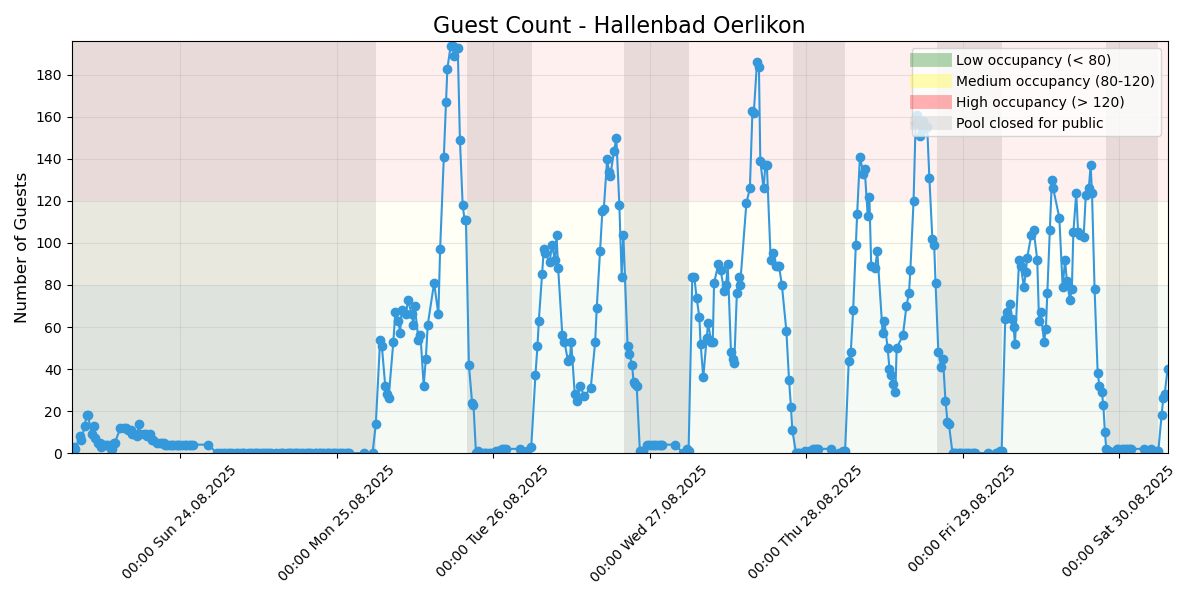 Guest Count - Hallenbad Oerlikon
Number of Guests
180
160
140
120
100
80
60
40
20
0
Low occupancy (< 80)
Medium occupancy (80-120)
High occupancy (> 120)
Pool closed for public
00:00 Sun 24.08.2025
00:00 Mon 25.08.2025
00:00 Tue 26.08.2025
00:00 Wed 27.08.2025
00:00 Thu 28.08.2025
00:00 Fri 29.08.2025
00:00 Sat 30.08.2025